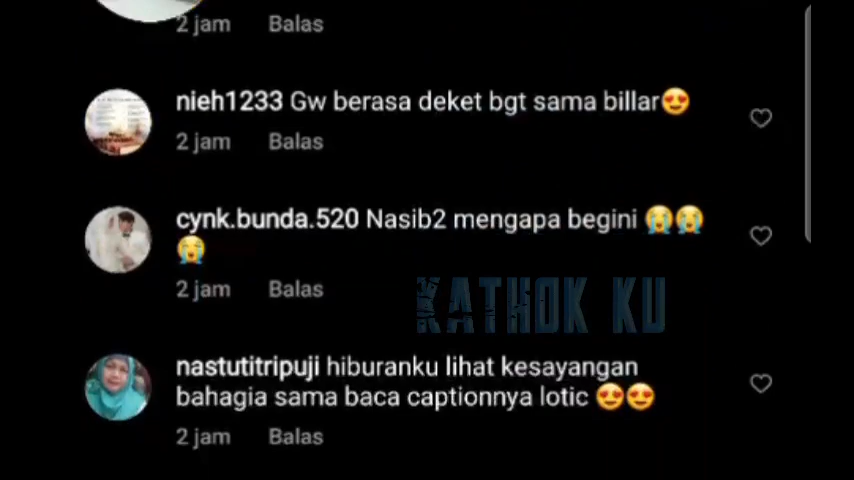 2 jam Balas
nieh1233 Gw berasa deket bgt sama billar😍
2 jam Balas
cynk.bunda.520 Nasib2 mengapa begini 😭😭
😭
2 jam Balas
KATHOK KU
nastutitripuji hiburanku lihat kesayangan
bahagia sama baca captionnya lotic 😍😍
2 jam Balas